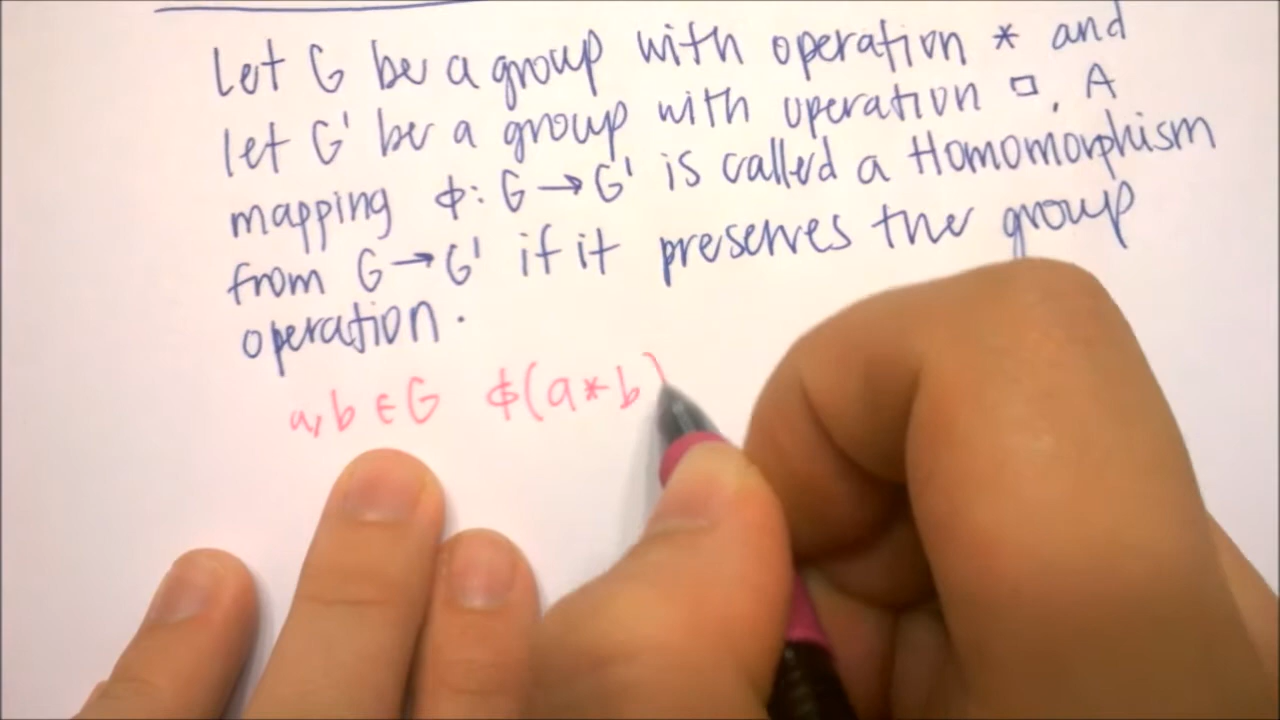 Let G be a group with operation * and
let G' be a group with operation □. A
mapping ϕ: G → G' is called a Homomorphism
from G → G' if it preserves the group
operation.
a, b ∈ G ϕ(a * b)